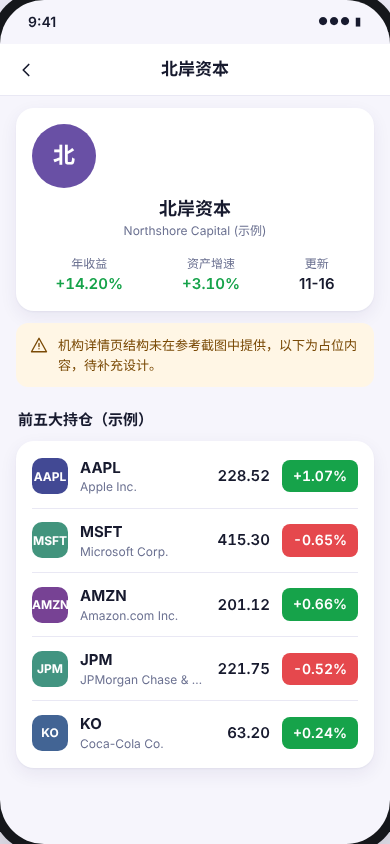 9:41
北岸资本
北
北岸资本
Northshore Capital (示例)
年收益 资产增速 更新
+14.20% +3.10% 11-16
机构详情页结构未在参考截图中提供，以下为占位内
容，待补充设计。
前五大持仓（示例）
AAPL AAPL 228.52 +1.07%
Apple Inc.
MSFT MSFT 415.30 -0.65%
Microsoft Corp.
AMZN AMZN 201.12 +0.66%
Amazon.com Inc.
JPM JPM 221.75 -0.52%
JPMorgan Chase & ...
KO KO 63.20 +0.24%
Coca-Cola Co.